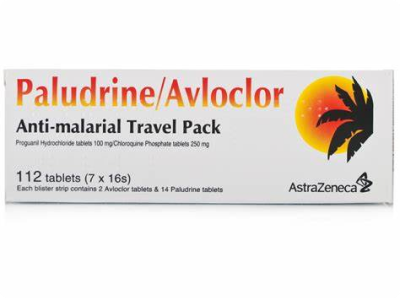 Paludrine/Avloclor
Anti-malarial Travel Pack
Proguanil Hydrochloride tablets 100 mg/Chloroquine Phosphate tablets 250 mg
112 tablets (7 x 16s)
Each blister strip contains 2 Avloclor tablets & 14 Paludrine tablets
AstraZeneca